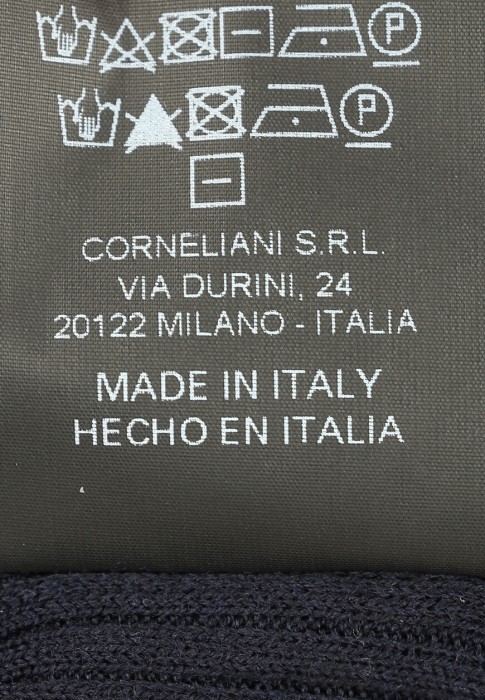 P
P
CORNELIANI S.R.L.
VIA DURINI, 24
20122 MILANO - ITALIA
MADE IN ITALY
HECHO EN ITALIA